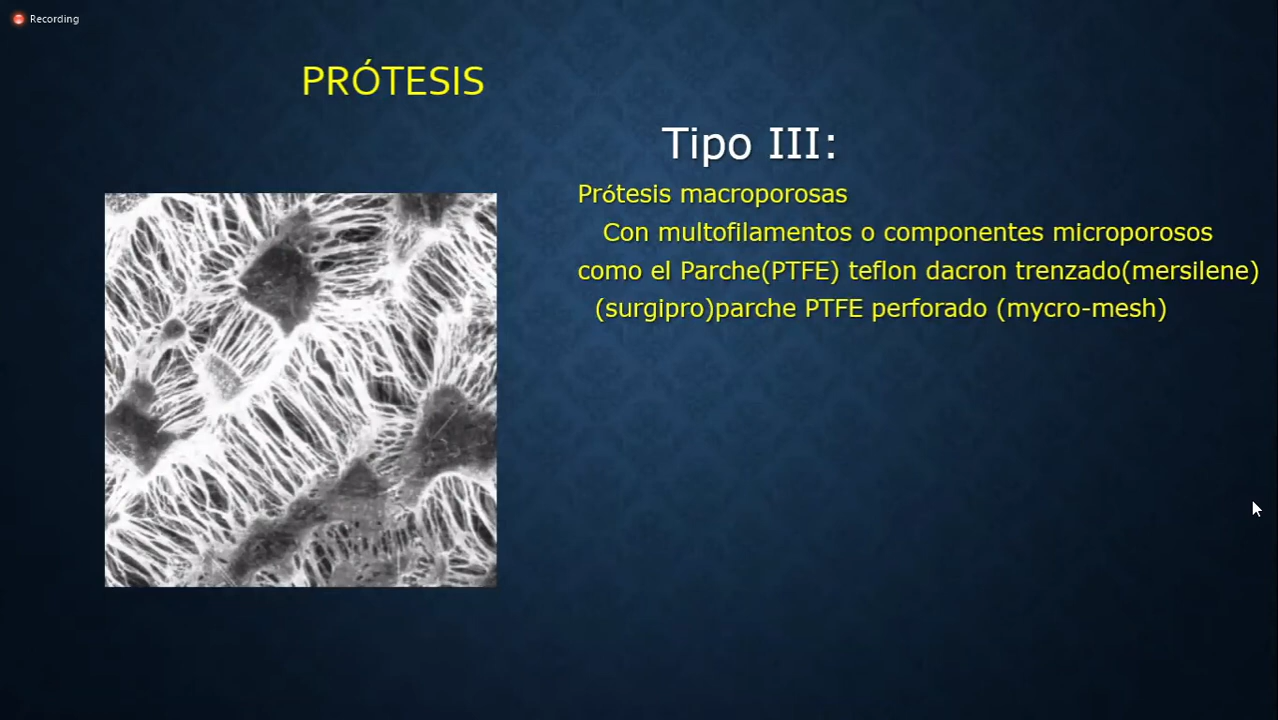 Recording
PRÓTESIS
Tipo III:
Prótesis macroporosas
Con multofilamentos o componentes microporosos
como el Parche(PTFE) teflon dacron trenzado(mersilene)
(surgipro)parche PTFE perforado (mycro-mesh)